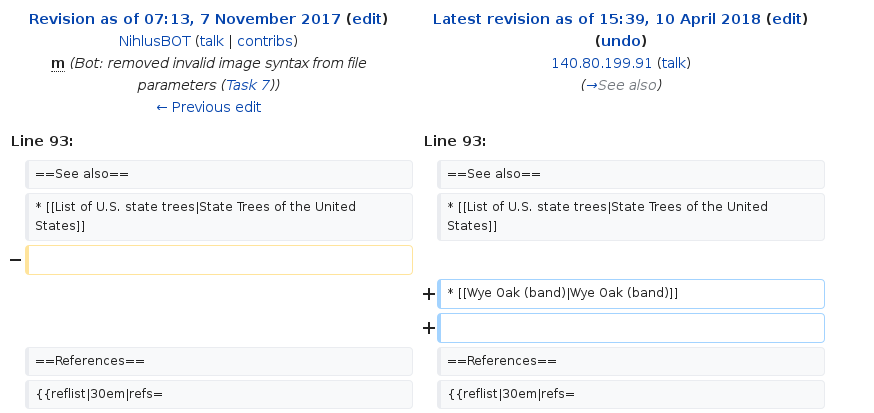 Revision as of 07:13, 7 November 2017 (edit)
NihlusBOT (talk | contribs)
m (Bot: removed invalid image syntax from file
parameters (Task 7))
← Previous edit
Latest revision as of 15:39, 10 April 2018 (edit)
(undo)
140.80.199.91 (talk)
(→See also)
Line 93:
Line 93:
==See also==
==See also==
* [[List of U.S. state trees|State Trees of the United
States]]
* [[List of U.S. state trees|State Trees of the United
States]]
−
+ * [[Wye Oak (band)|Wye Oak (band)]]
+
==References==
==References==
{{reflist|30em|refs=
{{reflist|30em|refs=